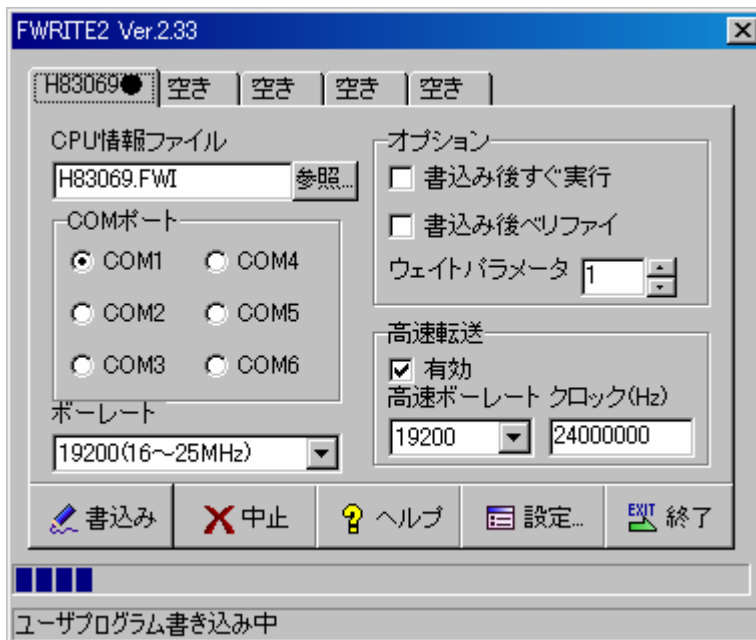 FWRITE2 Ver.2.33
H83069● 空き 空き 空き 空き
CPU情報ファイル
H83069.FWI 参照...
COMポート
COM1 COM4
COM2 COM5
COM3 COM6
ボーレート
19200(16～25MHz)
オプション
書込み後すぐ実行
書込み後ベリファイ
ウェイトパラメータ 1
高速転送
有効
高速ボーレート クロック(Hz)
19200 24000000
書込み 中止 ヘルプ 設定... EXIT 終了
ユーザプログラム書き込み中